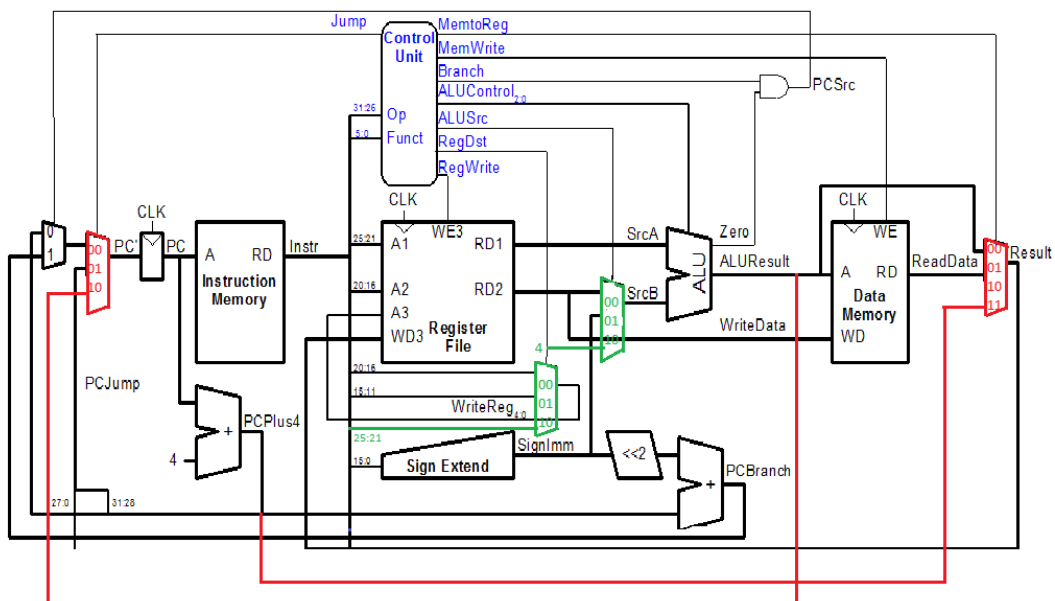 Jump
MemtoReg
Control
Unit
MemWrite
Branch
PCSrc
ALUControl2:0
31:26
Op
ALUSrc
5:0
Funct
RegDst
RegWrite
CLK
CLK
CLK
0
1
00
01
10
PC'
PC
A RD
Instruction
Memory
Instr
25:21
A1
WE3
RD1
SrcA
Zero
ALU
ALUResult
20:16
A2
RD2
00
01
10
SrcB
A3
WD3
Register
File
WE
A RD
Data
Memory
WD
ReadData
00
01
10
11
Result
WriteData
4
PCJump
20:16
15:11
WriteReg4:0
00
01
10
25:21
PCPlus4
+
4
SignImm
15:0
Sign Extend
<<2
+
PCBranch
27:0
31:28